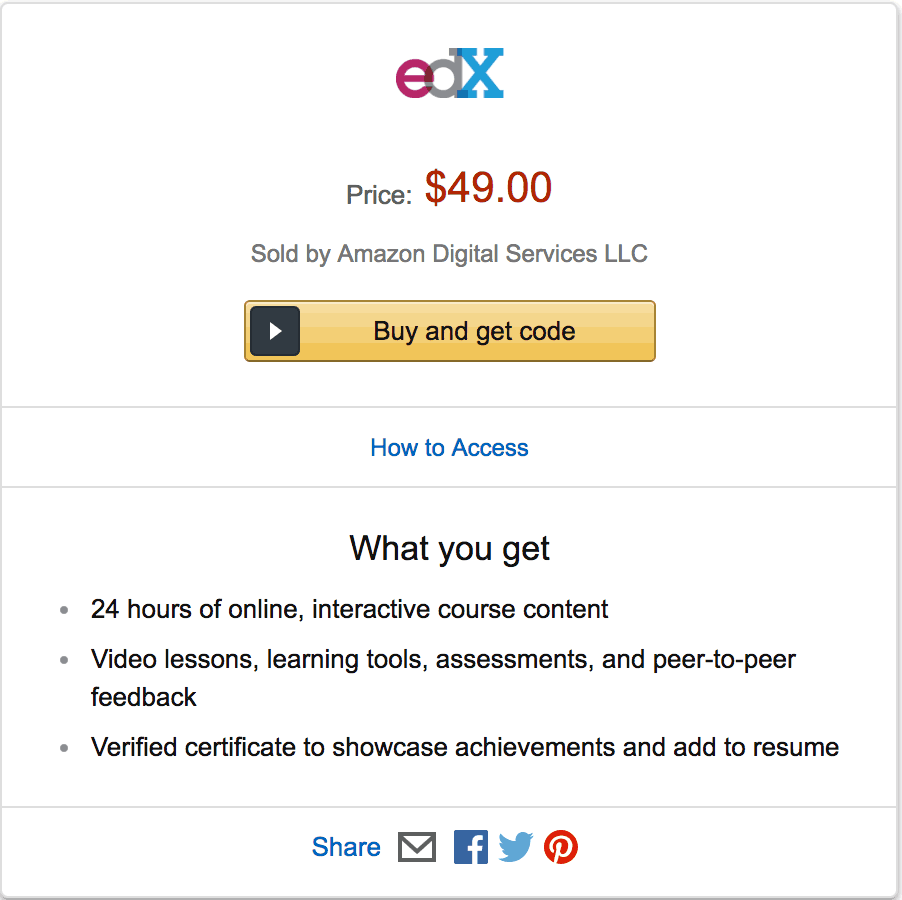 edX
Price: $49.00
Sold by Amazon Digital Services LLC
Buy and get code
How to Access
What you get
24 hours of online, interactive course content
Video lessons, learning tools, assessments, and peer-to-peer
feedback
Verified certificate to showcase achievements and add to resume
Share